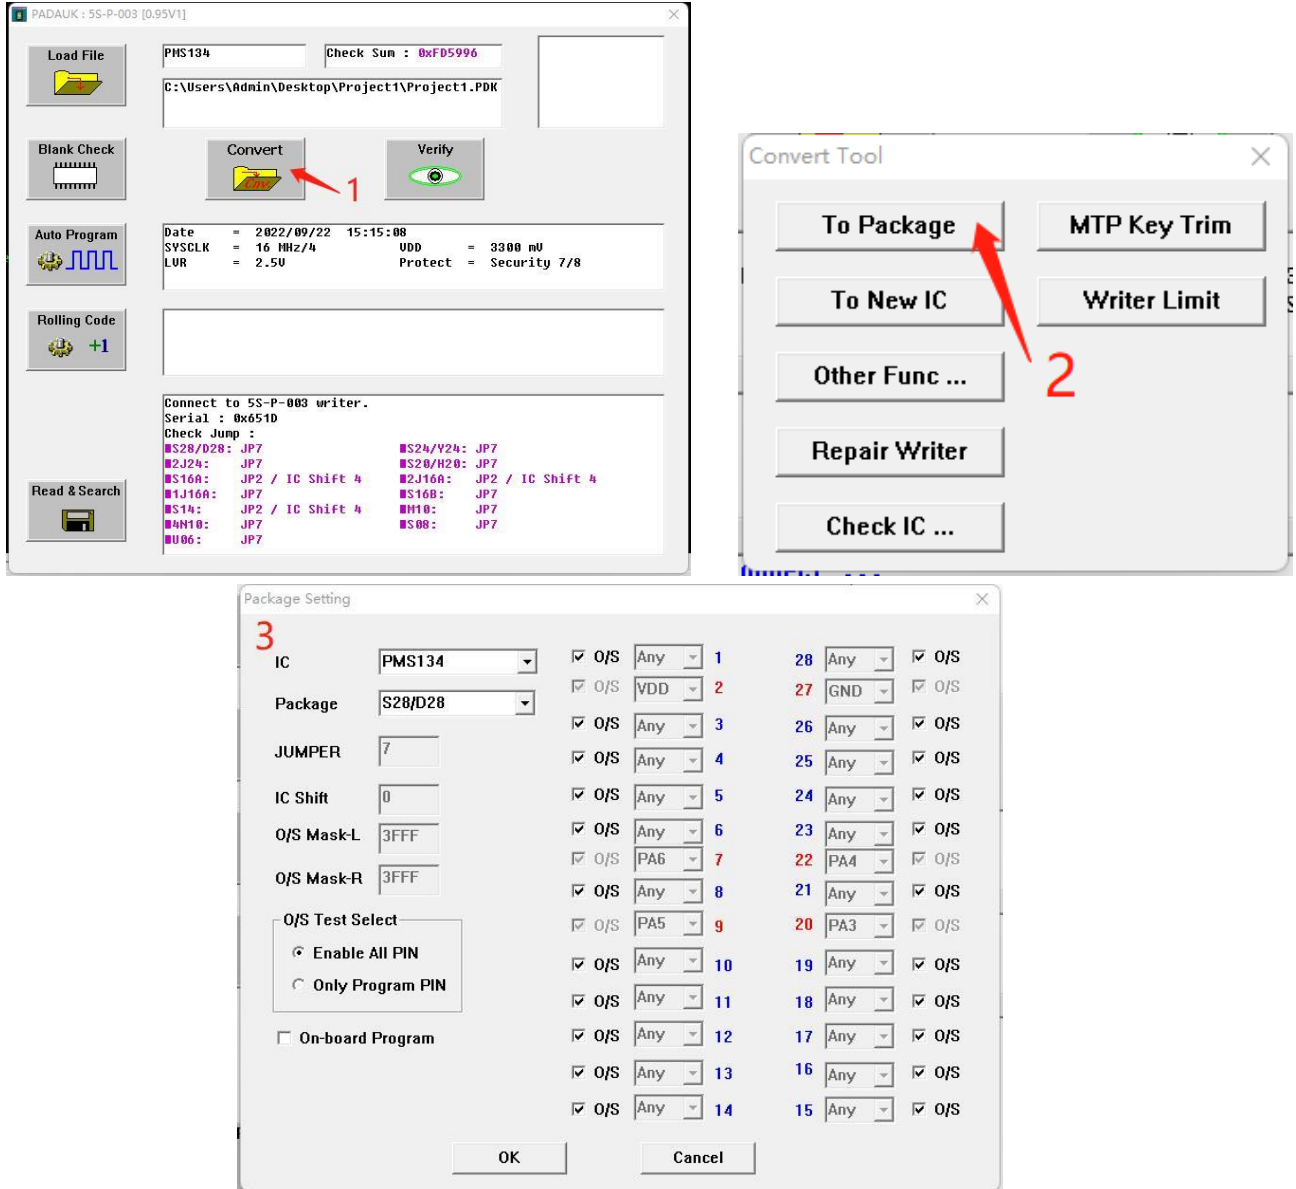 PADAUK : 5S-P-003 [0.95V1]
Load File
PMS134
Check Sum : 0xFD5996
C:\Users\Admin\Desktop\Project1\Project1.PDK
Blank Check
Convert
Cnv
Verify
1
Auto Program
Date = 2022/09/22 15:15:08
SYSCLK = 16 MHz/4 VDD = 3300 mV
LVR = 2.5V Protect = Security 7/8
Rolling Code
+1
Connect to 5S-P-003 writer.
Serial : 0x651D
Check Jump :
■S28/D28: JP7 ■S24/Y24: JP7
■2J24: JP7 ■S20/H20: JP7
■S16A: JP2 / IC Shift 4 ■2J16A: JP2 / IC Shift 4
■1J16A: JP7 ■S16B: JP7
■S14: JP2 / IC Shift 4 ■M10: JP7
■4N10: JP7 ■S08: JP7
■U06: JP7
Read & Search
Convert Tool
To Package
MTP Key Trim
To New IC
Writer Limit
Other Func ...
2
Repair Writer
Check IC ...
Package Setting
3
IC PMS134
Package S28/D28
JUMPER 7
IC Shift 0
O/S Mask-L 3FFF
O/S Mask-R 3FFF
O/S Test Select
Enable All PIN
Only Program PIN
On-board Program
O/S Any 1 28 Any O/S
O/S VDD 2 27 GND O/S
O/S Any 3 26 Any O/S
O/S Any 4 25 Any O/S
O/S Any 5 24 Any O/S
O/S Any 6 23 Any O/S
O/S PA6 7 22 PA4 O/S
O/S Any 8 21 Any O/S
O/S PA5 9 20 PA3 O/S
O/S Any 10 19 Any O/S
O/S Any 11 18 Any O/S
O/S Any 12 17 Any O/S
O/S Any 13 16 Any O/S
O/S Any 14 15 Any O/S
OK
Cancel